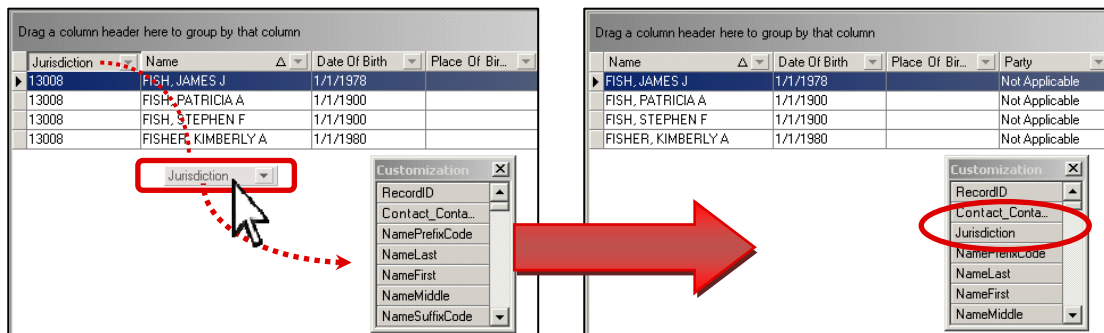 Drag a column header here to group by that column
Jurisdiction Name Date Of Birth Place Of Bir...
13008 FISH, JAMES J 1/1/1978
13008 FISH, PATRICIA A 1/1/1900
13008 FISH, STEPHEN F 1/1/1900
13008 FISHER, KIMBERLY A 1/1/1980
Jurisdiction
Customization
RecordID
Contact_Conta...
NamePrefixCode
NameLast
NameFirst
NameMiddle
NameSuffixCode
Drag a column header here to group by that column
Name Date Of Birth Place Of Bir... Party
FISH, JAMES J 1/1/1978 Not Applicable
FISH, PATRICIA A 1/1/1900 Not Applicable
FISH, STEPHEN F 1/1/1900 Not Applicable
FISHER, KIMBERLY A 1/1/1980 Not Applicable
Customization
RecordID
Contact_Conta...
Jurisdiction
NamePrefixCode
NameLast
NameFirst
NameMiddle